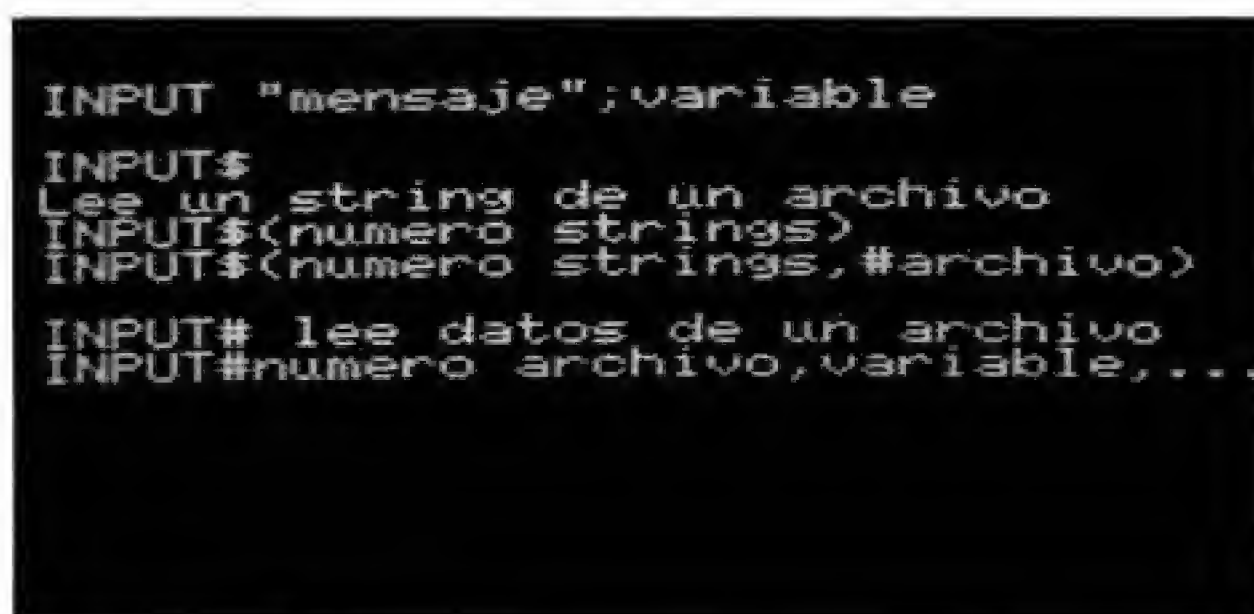 INPUT "mensaje";variable
INPUT$
Lee un string de un archivo
INPUT$(numero strings)
INPUT$(numero strings,#archivo)
INPUT# lee datos de un archivo
INPUT#numero archivo,variable,...